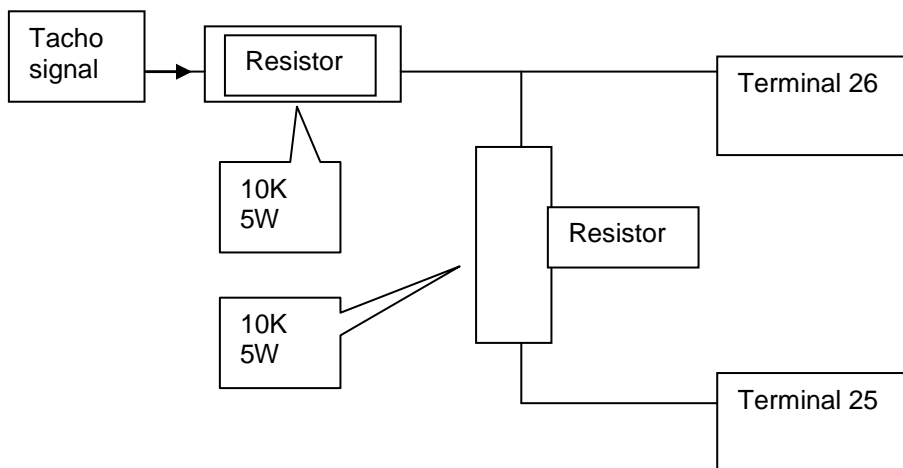 Tacho
signal
Resistor
Terminal 26
10K
5W
Resistor
10K
5W
Terminal 25